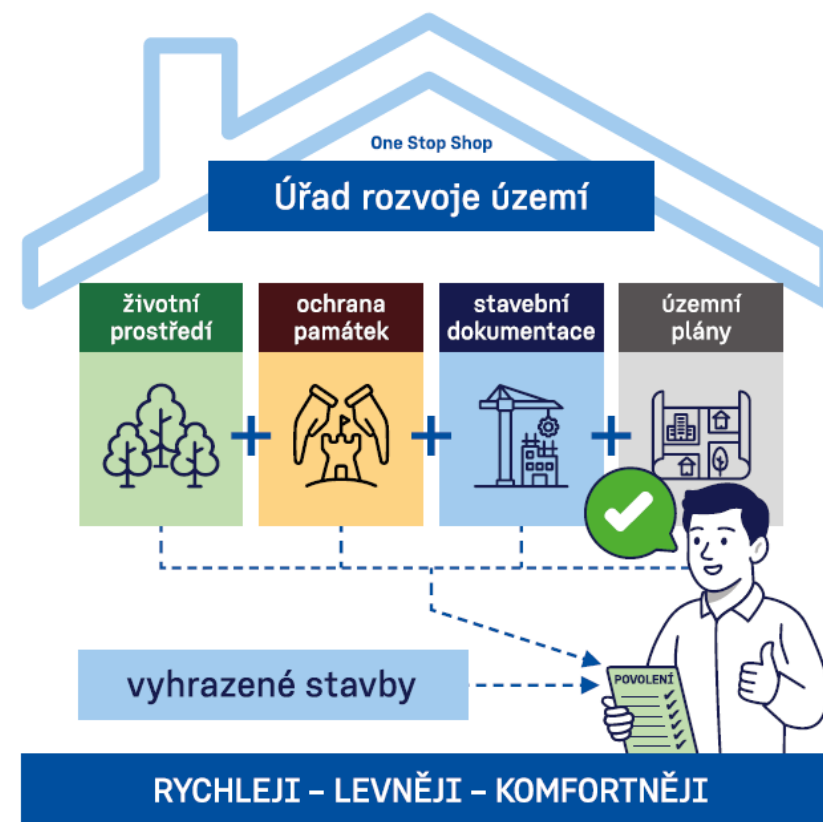 One Stop Shop
Úřad rozvoje území
životní
prostředí
ochrana
památek
stavební
dokumentace
územní
plány
vyhrazené stavby
POVOLENÍ
RYCHLEJI – LEVNĚJI – KOMFORTNĚJI